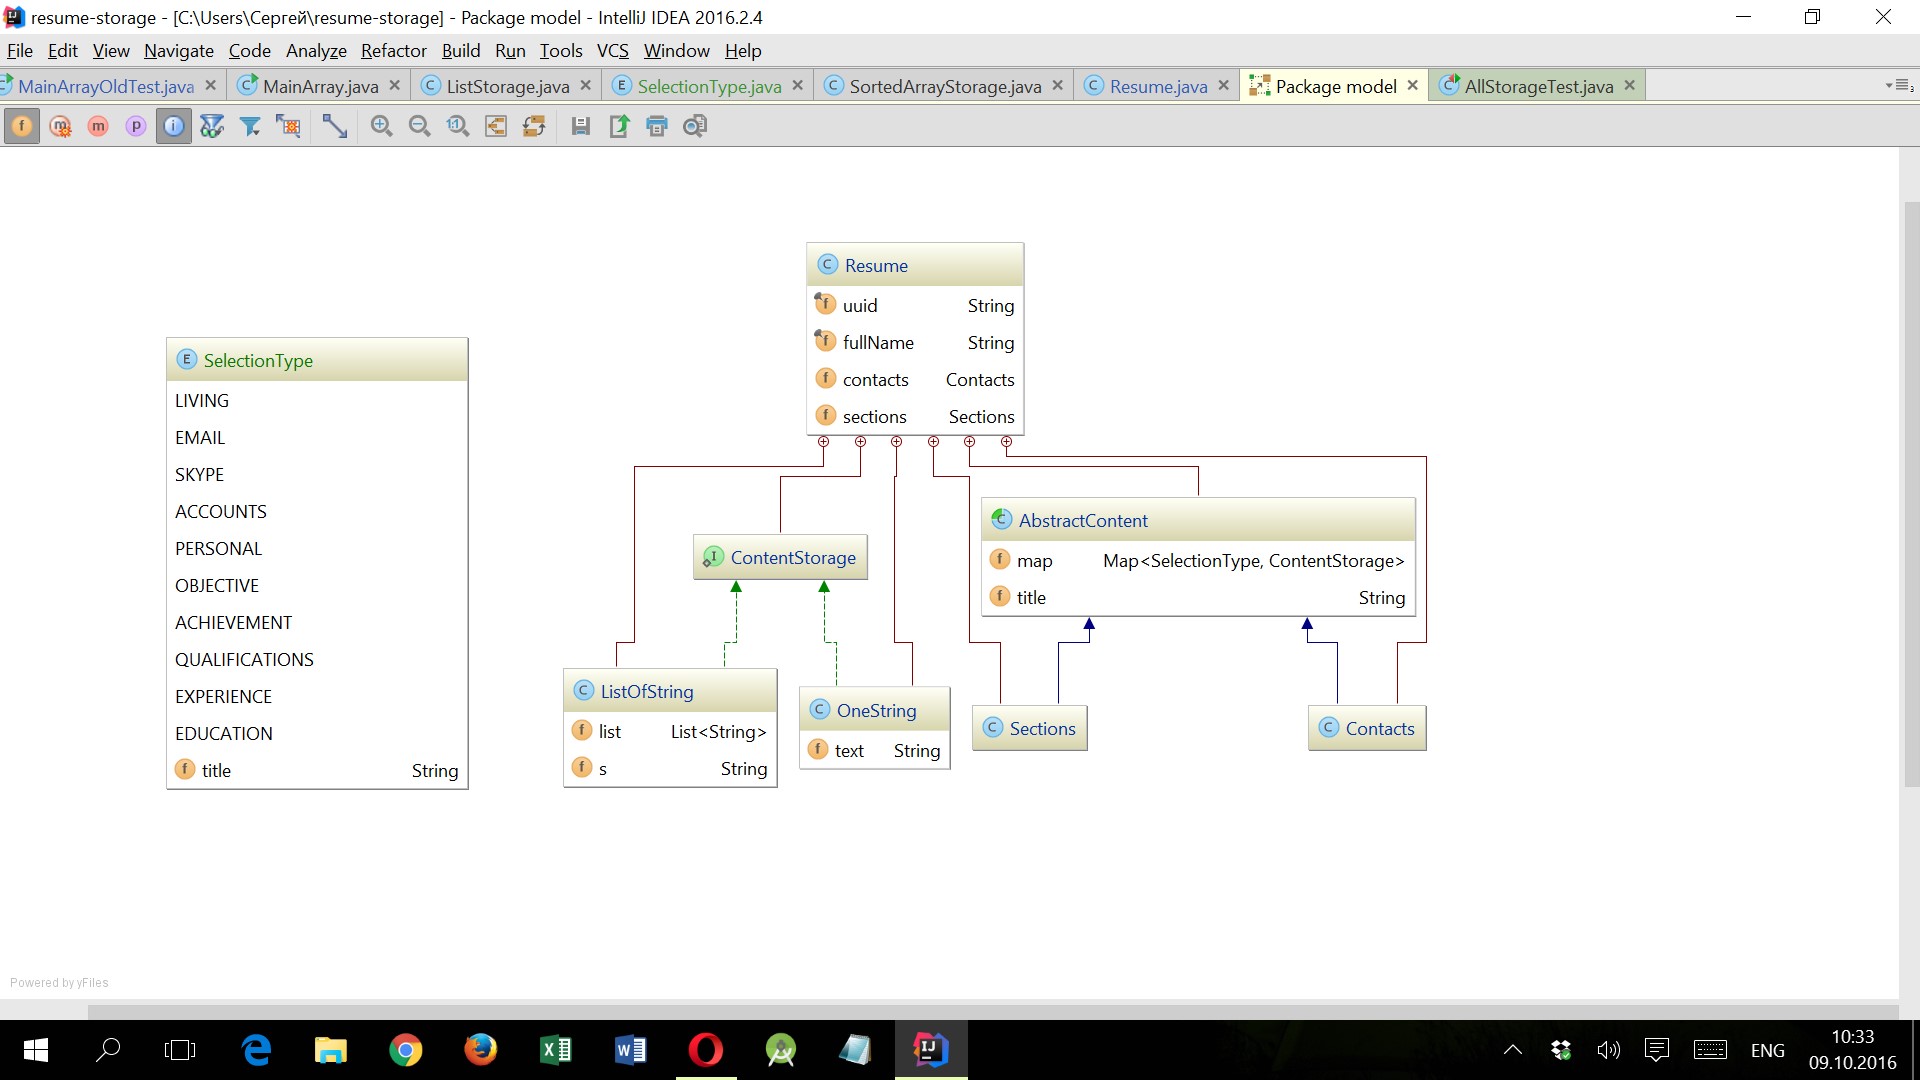 resume-storage - [C:\Users\Сергей\resume-storage] - Package model - IntelliJ IDEA 2016.2.4
File Edit View Navigate Code Analyze Refactor Build Run Tools VCS Window Help
MainArrayOldTest.java MainArray.java ListStorage.java SelectionType.java SortedArrayStorage.java Resume.java Package model AllStorageTest.java
Resume
uuid String
fullName String
contacts Contacts
sections Sections
SelectionType
LIVING
EMAIL
SKYPE
ACCOUNTS
PERSONAL
OBJECTIVE
ACHIEVEMENT
QUALIFICATIONS
EXPERIENCE
EDUCATION
title String
ContentStorage
AbstractContent
map Map<SelectionType, ContentStorage>
title String
ListOfString
list List<String>
s String
OneString
text String
Sections
Contacts
Powered by yFiles
ENG
10:33
09.10.2016